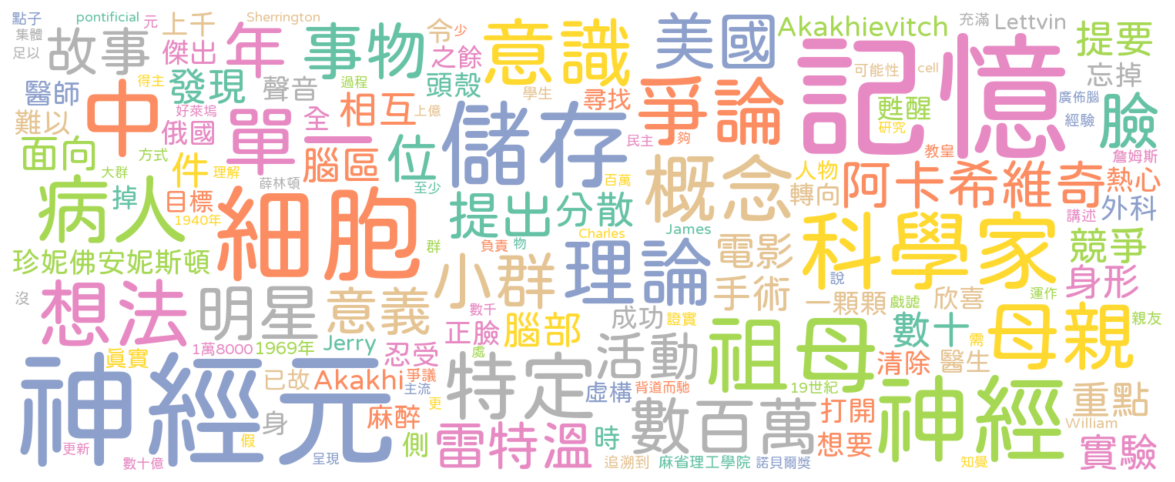 點子 pontifical 元 上千 Sherrington 令 少 意識 美國 Akakhievitch 充滿 Lettvin 提要
集體 故事 傑出 年 事物 之餘 記憶 忘掉
足以 醫師 發現 得主 聲音 過程 頭殼 學生 尋找 爭論 可能性 cell 甦醒 廣佈腦 臉
難以 中 好萊塢 俄國 單一 全 相互 上億 儲存 民主 夠 研究 經驗
面向 方式 件 理解 腦區 位 至少 概念 教皇 人物 詹姆斯
大群 薛林頓 百萬 轉向 阿卡希維奇 熱心
病人 掉 目標 細胞 提出 分散 科學家 講述 外科
1940年 群 負責 物 Charles James 電影 競爭
珍妮佛安妮斯頓 小群 理論 說 身形
沒 想法 明星 意義 數千 手術 一顆顆 戲謔 欣喜 運作
正臉 腦部 成功 證實 祖母 數十 母親 親友
真實 1萬8000 1969年 Jerry 忍受 處 活動 清除 醫生 需
神經元 已故 Akakhi 爭議 主流 特定 虛構 背道而馳 19世紀 神經 重點
身 假 麻醉 更 側 數百萬 打開 William
更新 雷特溫 時 想要 實驗
數十億 呈現 追溯到 麻省理工學院 諾貝爾獎 知覺